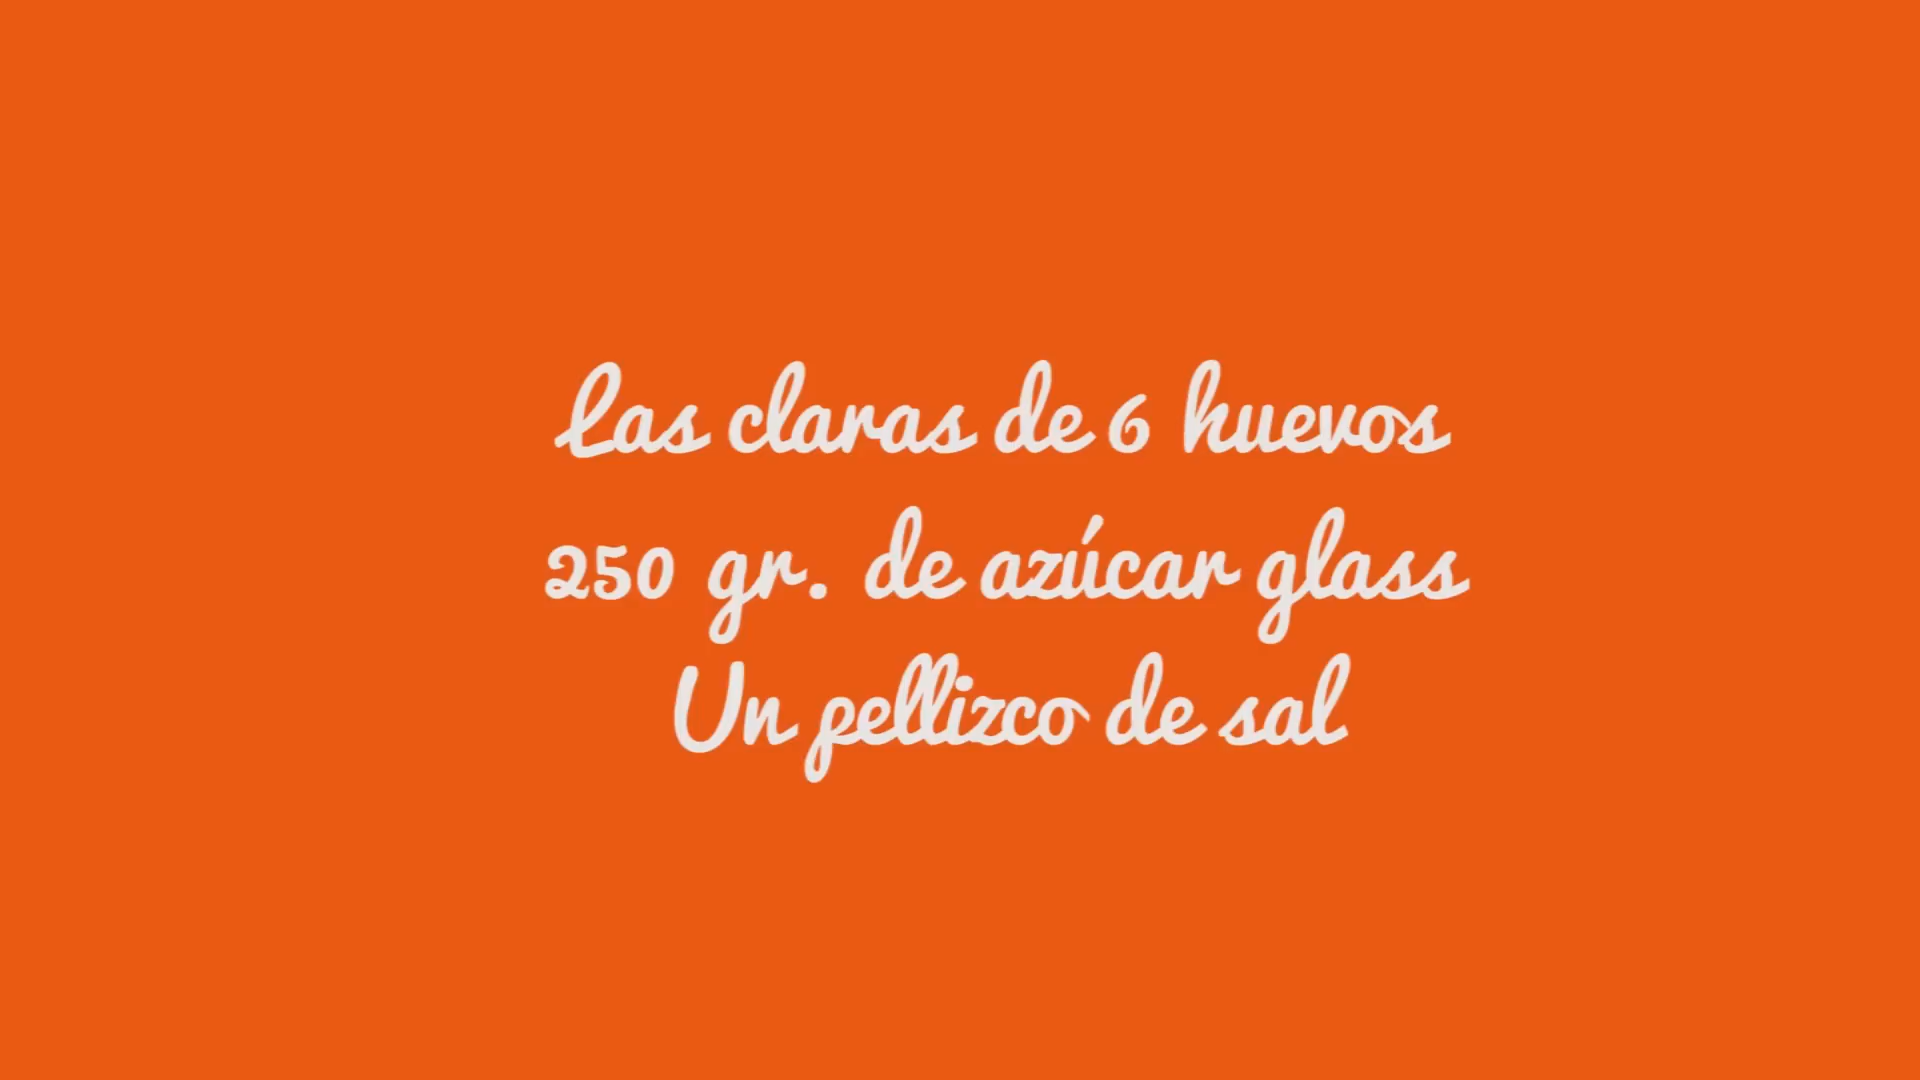 Las claras de 6 huevos
250 gr. de azúcar glass
Un pellizco de sal